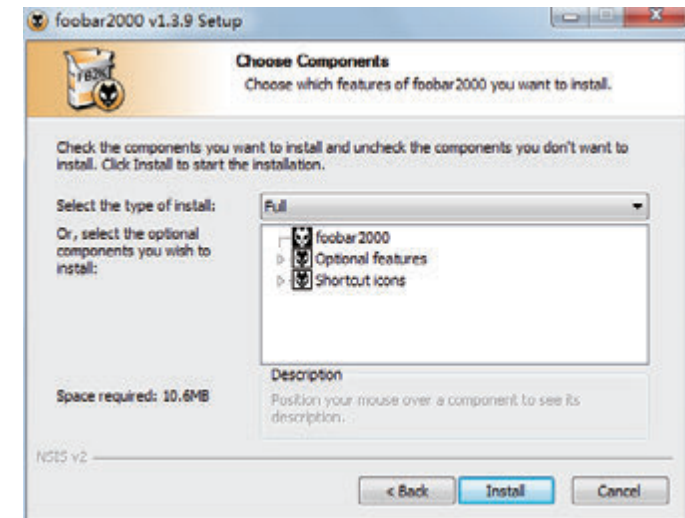 foobar2000 v1.3.9 Setup
Choose Components
Choose which features of foobar2000 you want to install.
Check the components you want to install and uncheck the components you don't want to
install. Click Install to start the installation.
Select the type of install:
Full
Or, select the optional
components you wish to
install:
foobar2000
Optional features
Shortcut icons
Space required: 10.6MB
Description
Position your mouse over a component to see its
description.
NSIS v2
< Back
Install
Cancel